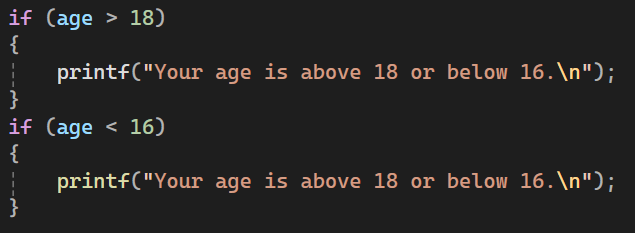 if (age > 18)
{
    printf("Your age is above 18 or below 16.\n");
}
if (age < 16)
{
    printf("Your age is above 18 or below 16.\n");
}